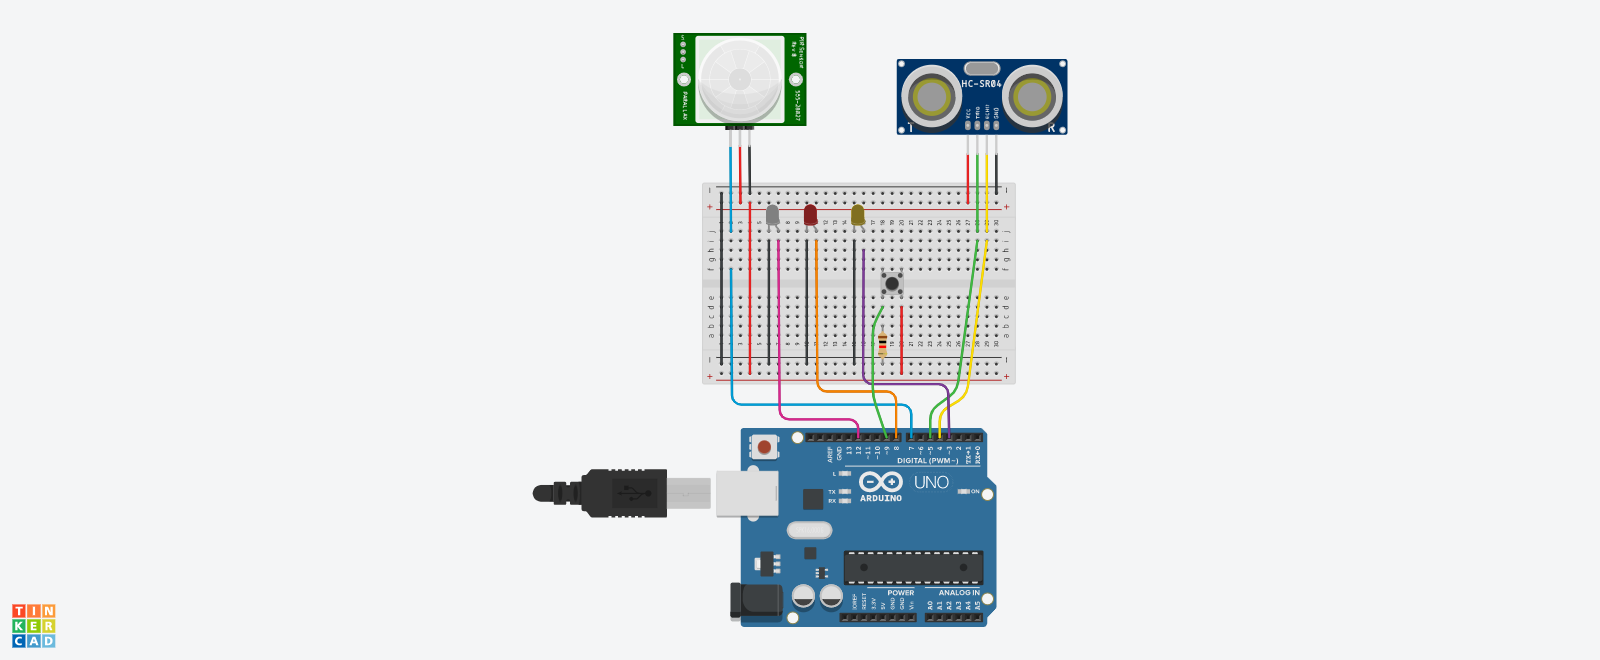 PIR Sensor
Rev B
PARALLAX
555-28027
HC-SR04
VCC
TRIG
ECHO
GND
T
R
j
i
h
g
f
e
d
c
b
a
AREF
GND
13
12
~11
~10
~9
8
7
~6
~5
4
~3
2
TX→1
RX←0
DIGITAL (PWM~)
L
TX
RX
ARDUINO
UNO
ON
POWER
ANALOG IN
IOREF
RESET
3.3V
5V
GND
GND
Vin
A0
A1
A2
A3
A4
A5
TIN
KER
CAD